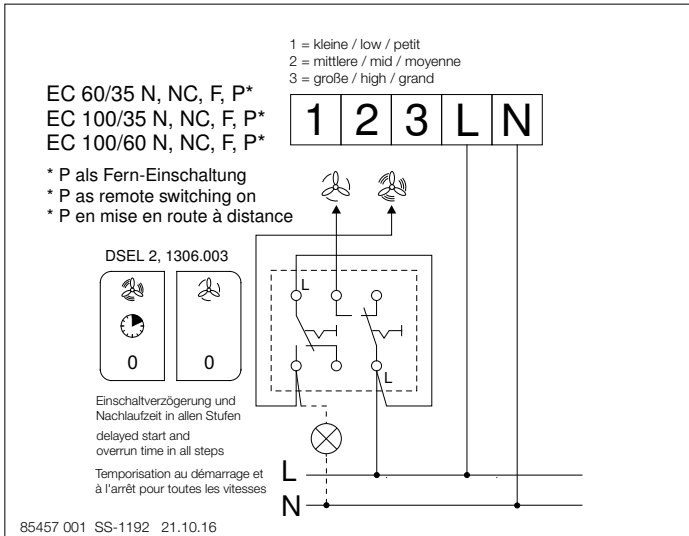 1 = kleine / low / petit
2 = mittlere / mid / moyenne
3 = große / high / grand
EC 60/35 N, NC, F, P*
EC 100/35 N, NC, F, P*
EC 100/60 N, NC, F, P*
1 2 3 L N
* P als Fern-Einschaltung
* P as remote switching on
* P en mise en route à distance
DSEL 2, 1306.003
L
0 0
L
Einschaltverzögerung und
Nachlaufzeit in allen Stufen
delayed start and
overrun time in all steps
Temporisation au démarrage et
à l'arrêt pour toutes les vitesses
L
N
85457 001 SS-1192 21.10.16